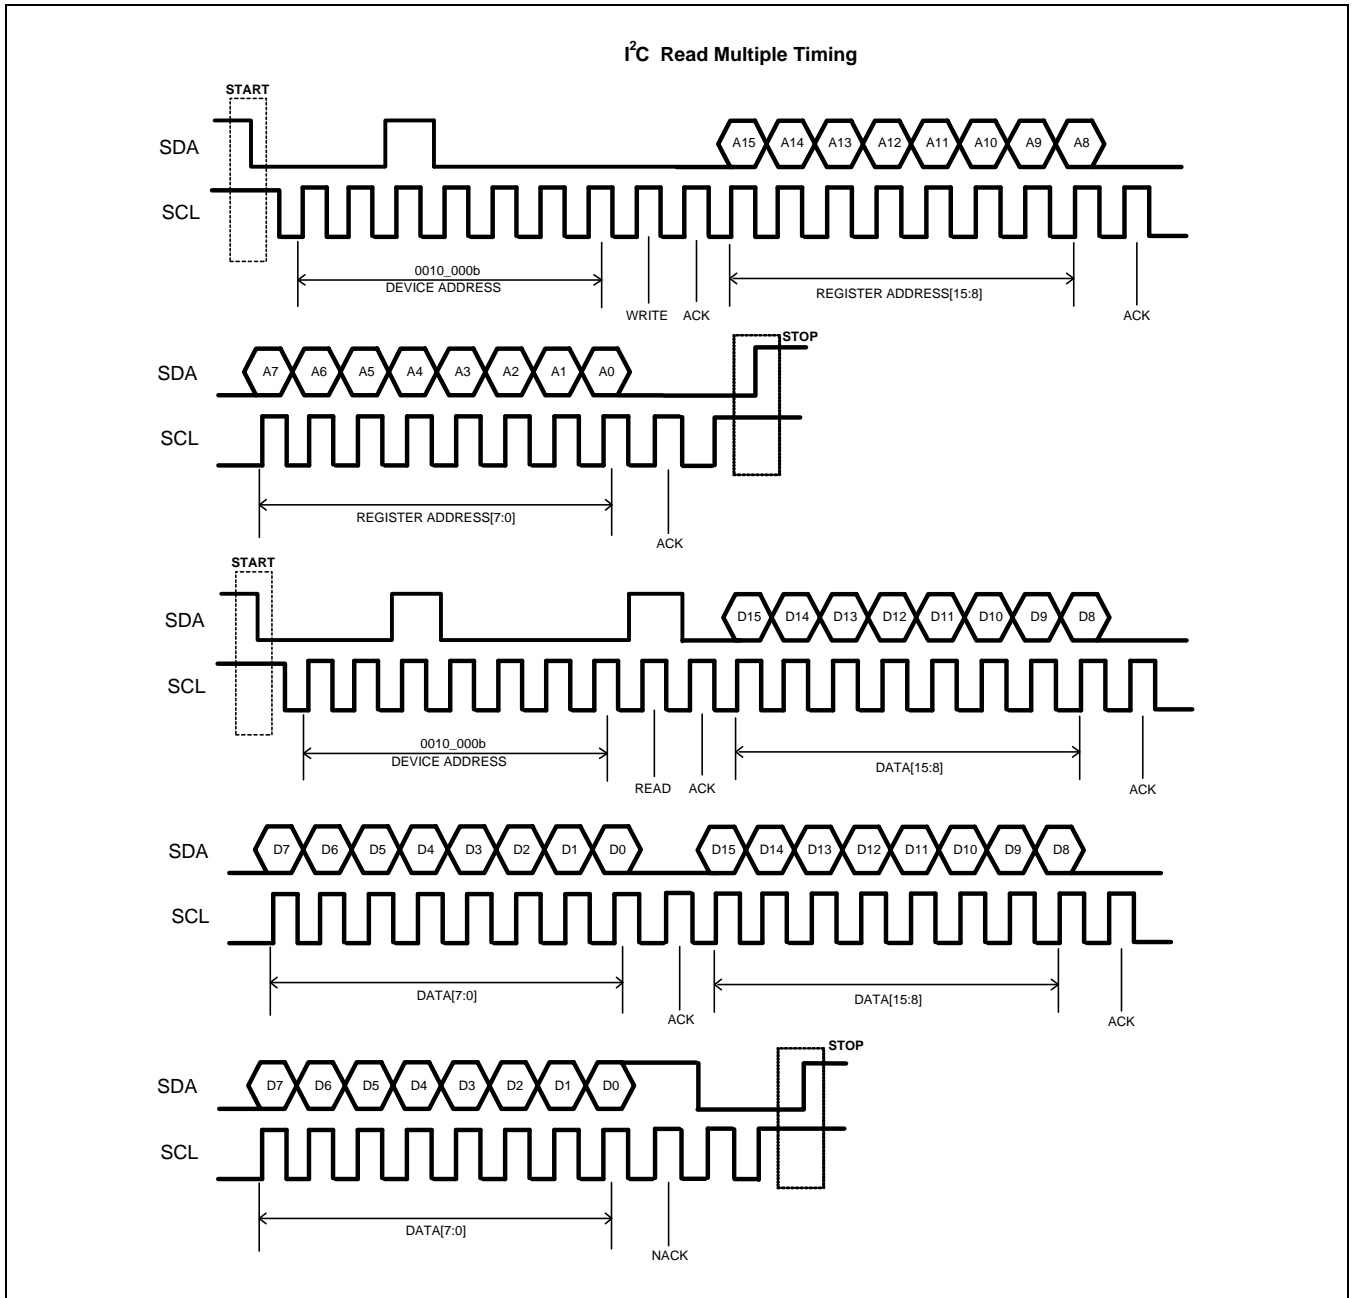 I²C Read Multiple Timing
START
SDA
A15 A14 A13 A12 A11 A10 A9 A8
SCL
0010_000b
DEVICE ADDRESS
REGISTER ADDRESS[15:8]
WRITE ACK ACK
STOP
SDA
A7 A6 A5 A4 A3 A2 A1 A0
SCL
REGISTER ADDRESS[7:0]
ACK
START
SDA
D15 D14 D13 D12 D11 D10 D9 D8
SCL
0010_000b
DEVICE ADDRESS
DATA[15:8]
READ ACK ACK
SDA
D7 D6 D5 D4 D3 D2 D1 D0 D15 D14 D13 D12 D11 D10 D9 D8
SCL
DATA[7:0] DATA[15:8]
ACK ACK
STOP
SDA
D7 D6 D5 D4 D3 D2 D1 D0
SCL
DATA[7:0]
NACK